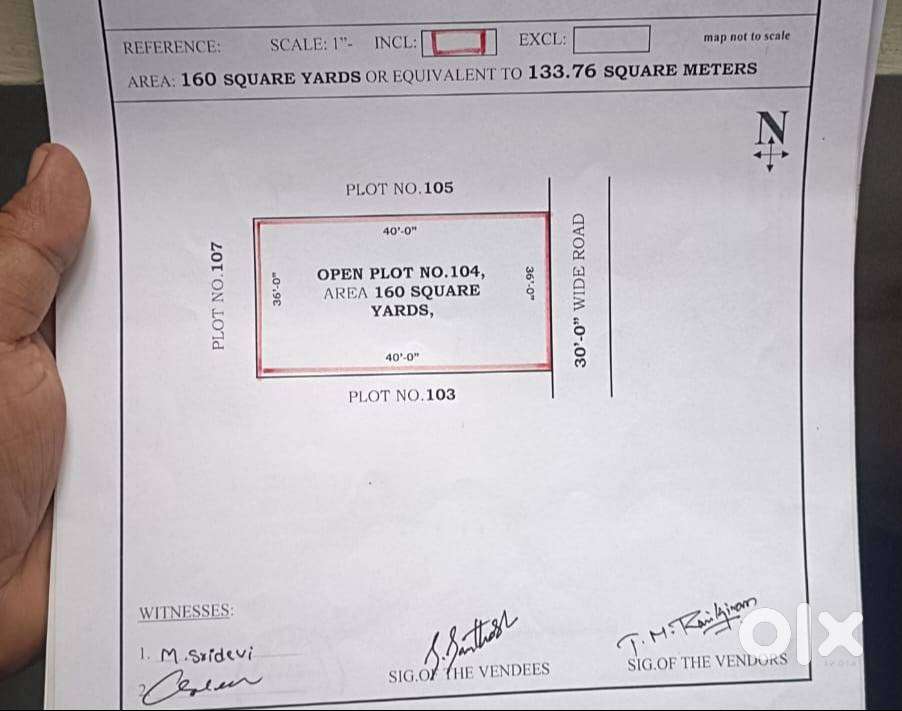 REFERENCE: SCALE: 1"- INCL: EXCL: map not to scale
AREA: 160 SQUARE YARDS OR EQUIVALENT TO 133.76 SQUARE METERS
N
PLOT NO.105
40'-0"
PLOT NO.107
36'-0"
OPEN PLOT NO.104,
AREA 160 SQUARE
YARDS,
36'-0"
30'-0" WIDE ROAD
40'-0"
PLOT NO.103
WITNESSES:
1. M.Sridevi
2.
S.Santhosh
SIG.OF THE VENDEES
SIG.OF THE VENDORS
olx